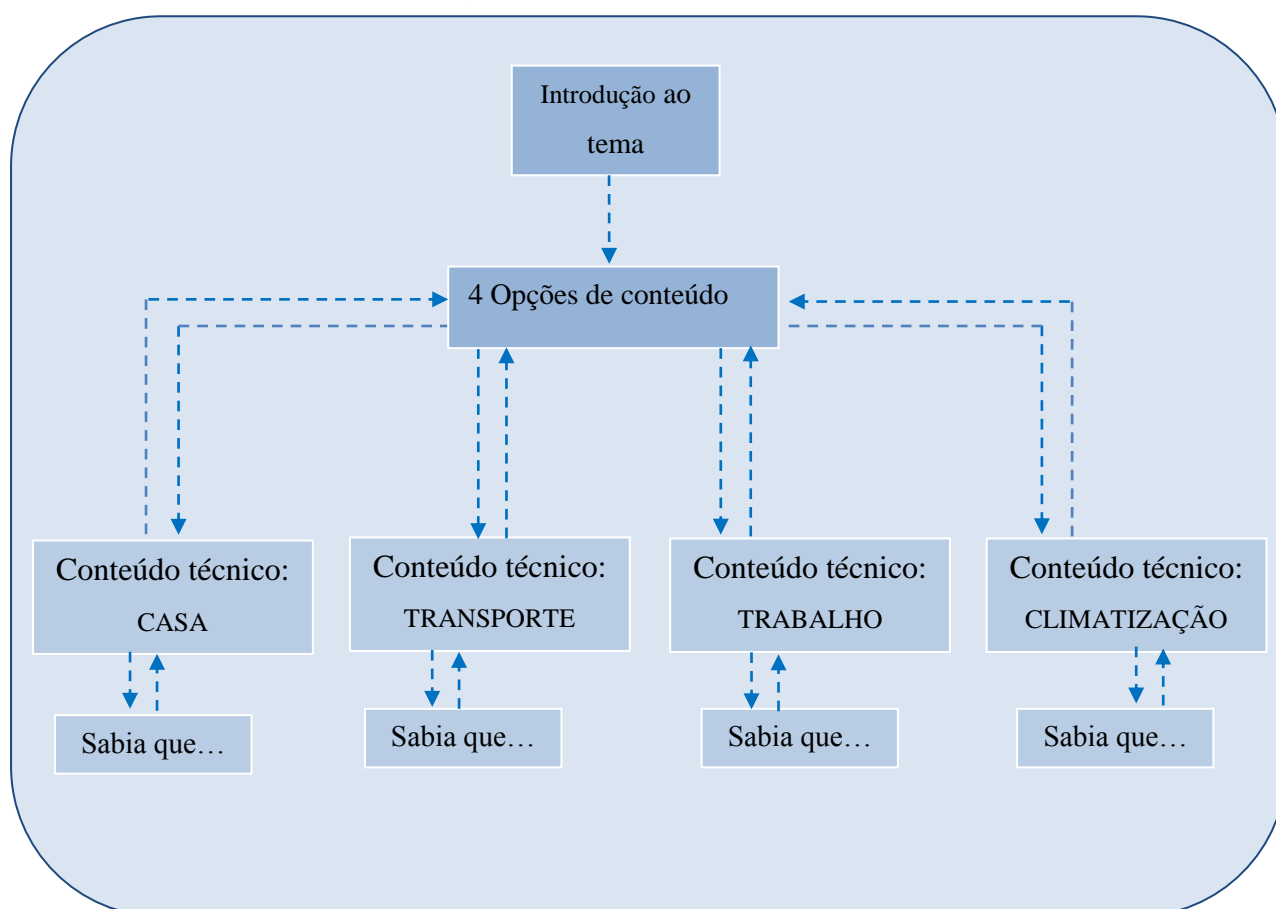 Introdução ao
tema
4 Opções de conteúdo
Conteúdo técnico:
CASA
Conteúdo técnico:
TRANSPORTE
Conteúdo técnico:
TRABALHO
Conteúdo técnico:
CLIMATIZAÇÃO
Sabia que…
Sabia que…
Sabia que…
Sabia que…